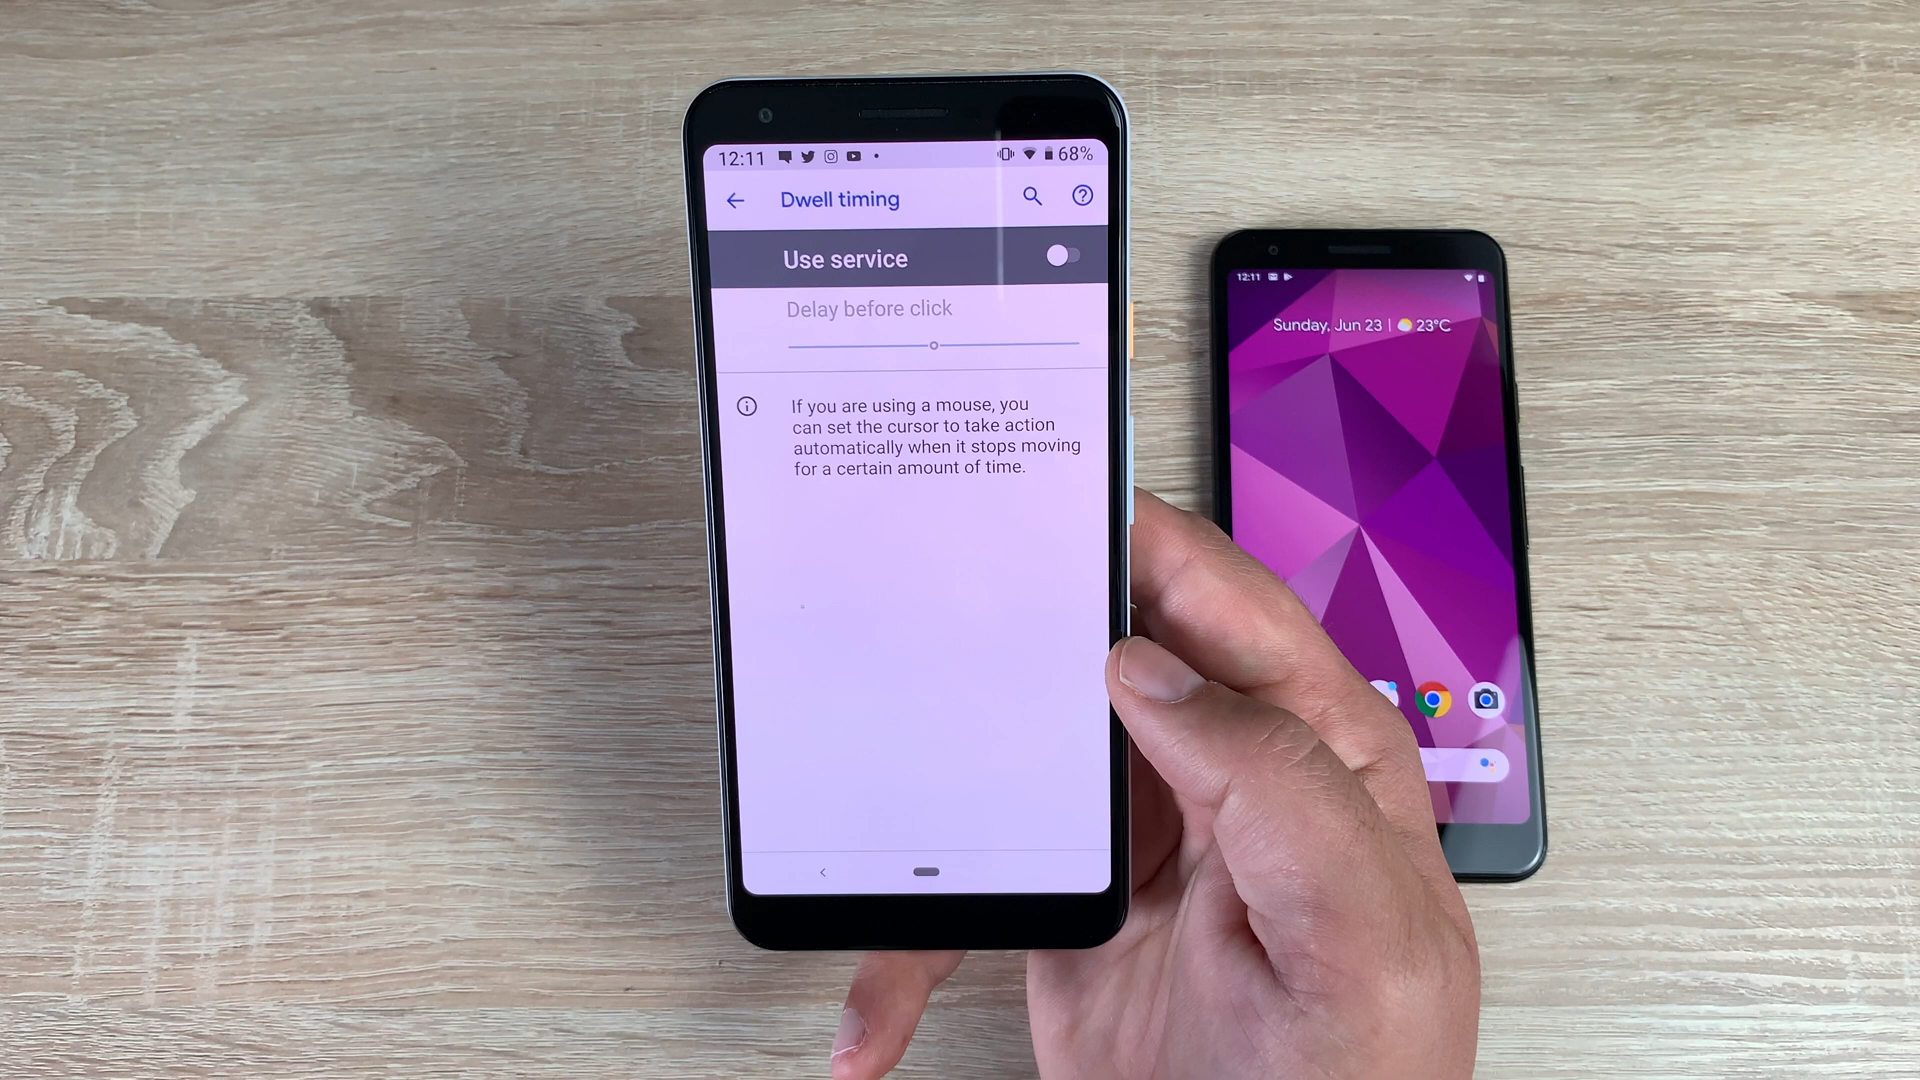 12:11
68%
Dwell timing
Use service
Delay before click
If you are using a mouse, you
can set the cursor to take action
automatically when it stops moving
for a certain amount of time.
12:11
Sunday, Jun 23 | 23°C